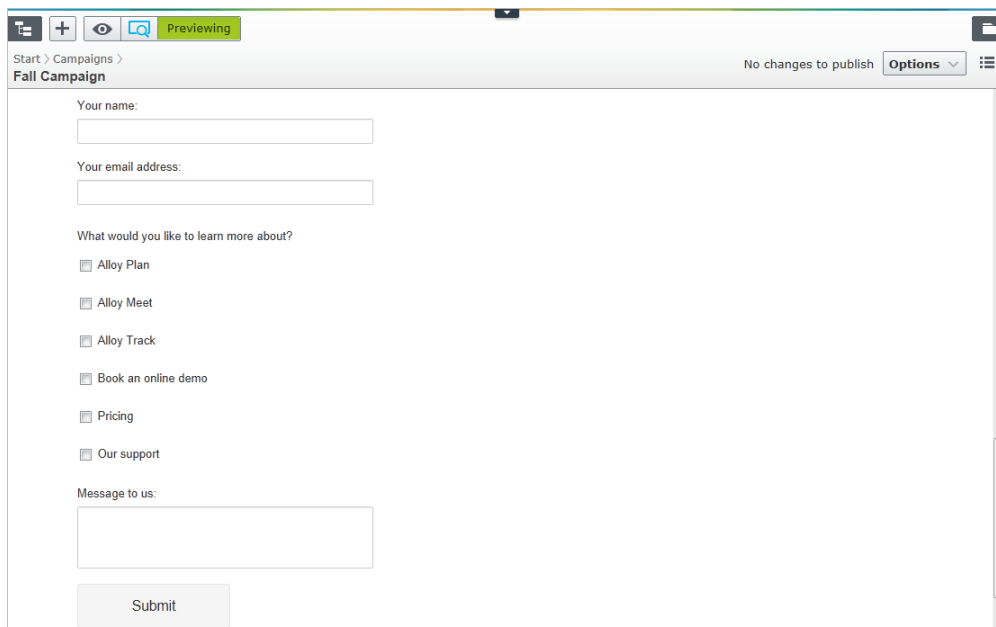 Previewing
Start > Campaigns >
Fall Campaign
No changes to publish
Options
Your name:
Your email address:
What would you like to learn more about?
Alloy Plan
Alloy Meet
Alloy Track
Book an online demo
Pricing
Our support
Message to us:
Submit